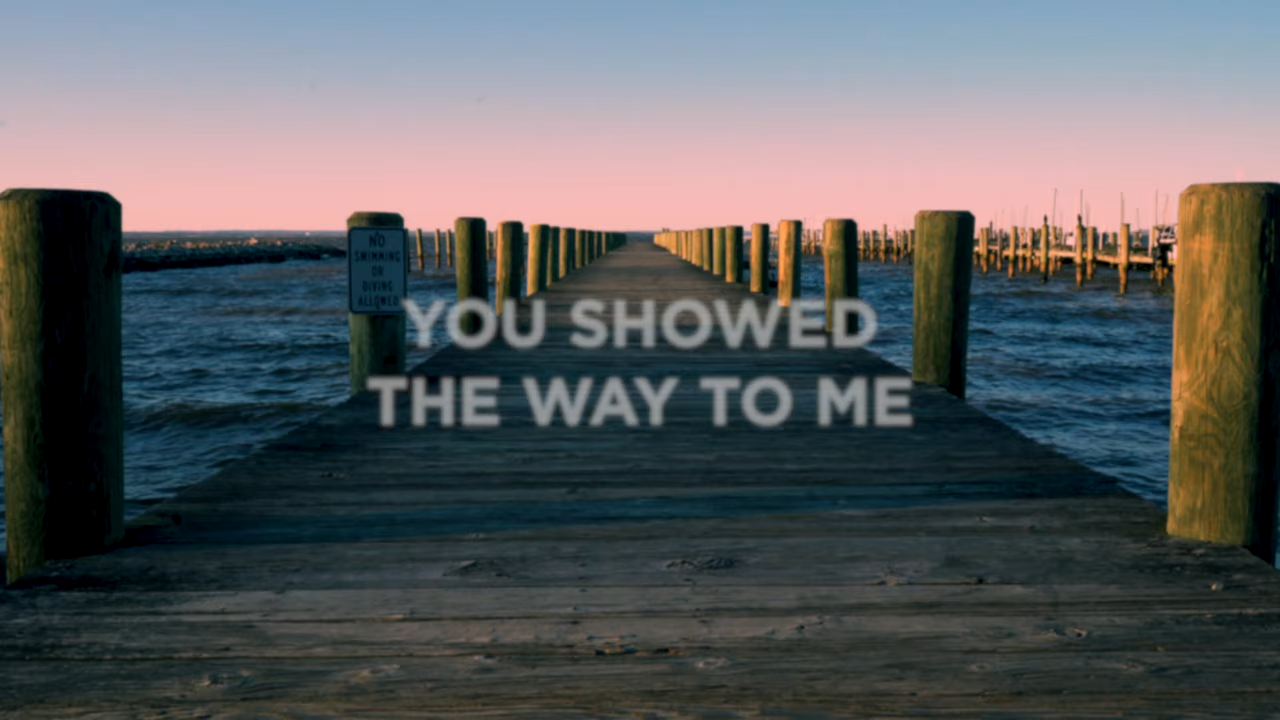 NO
SWIMMING
OR
DIVING
ALLOWED
YOU SHOWED
THE WAY TO ME